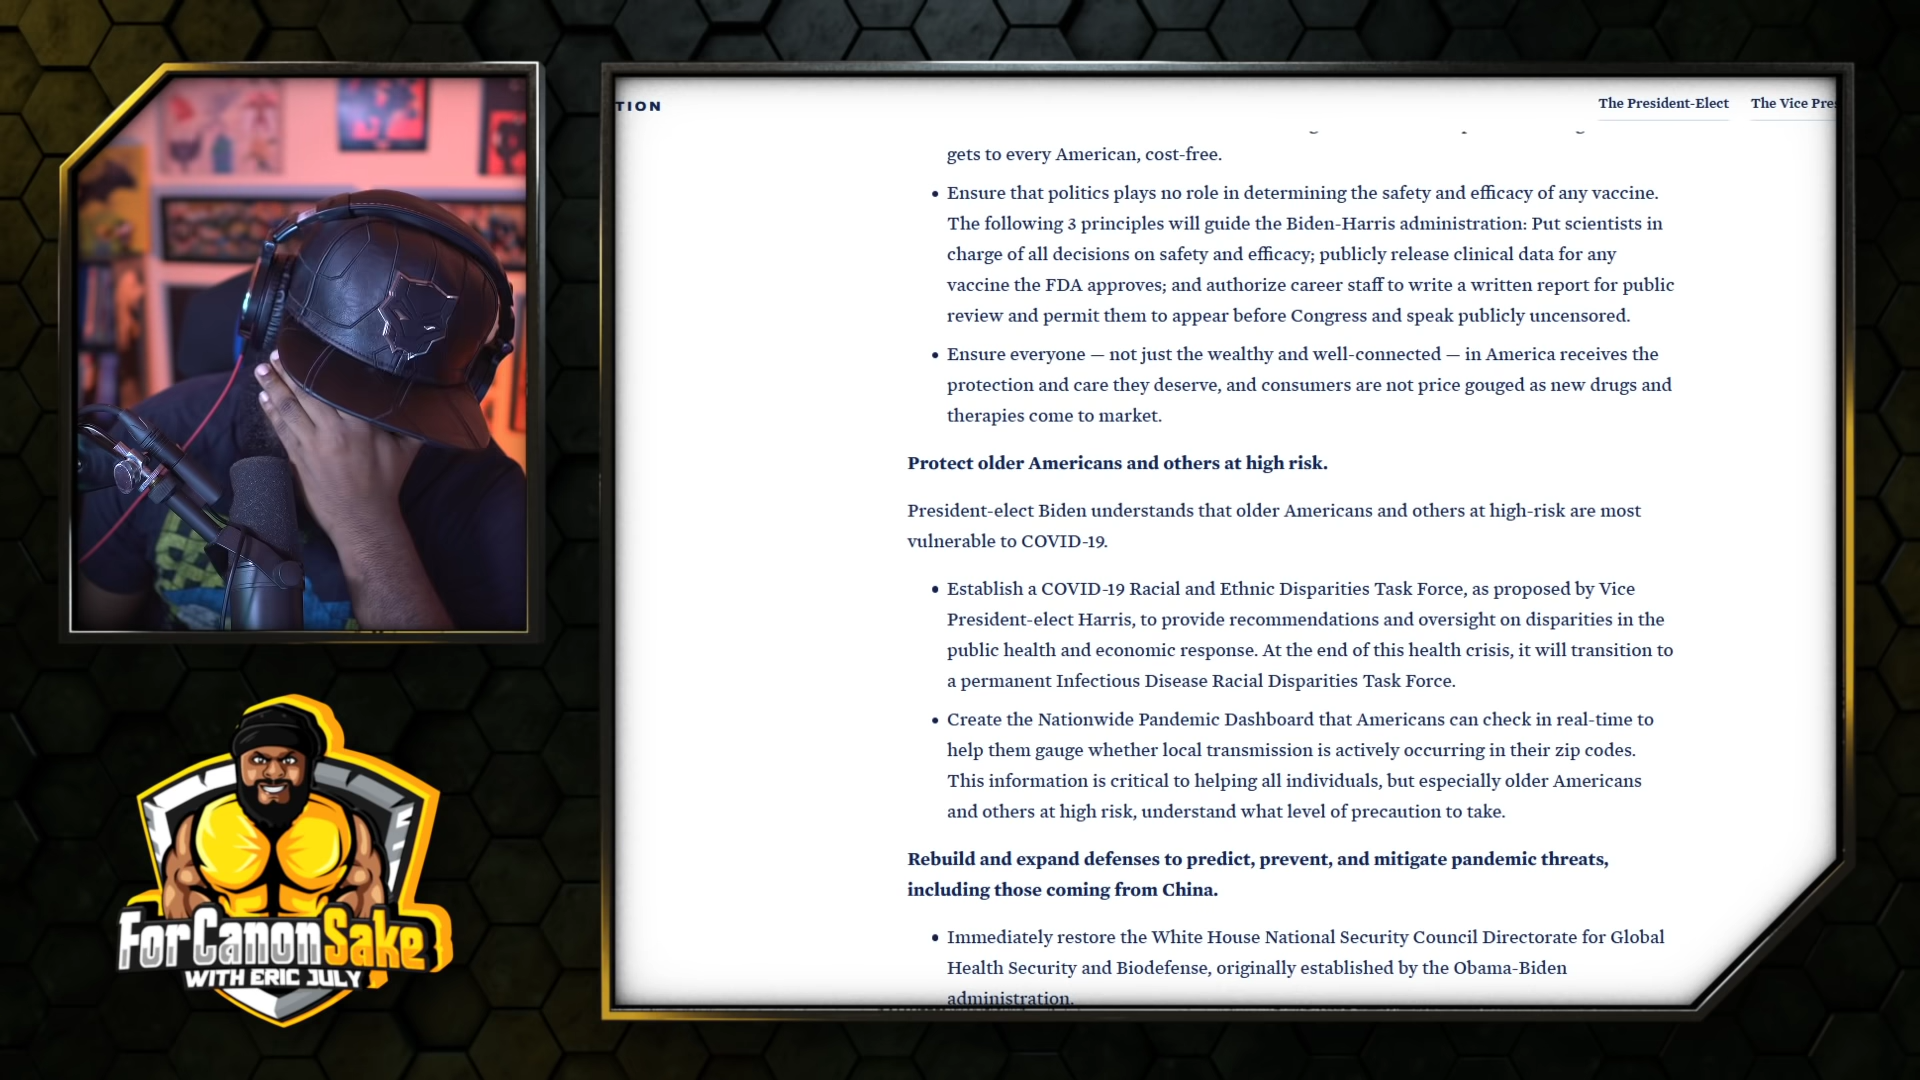 TION
The President-Elect
The Vice Pres
gets to every American, cost-free.
• Ensure that politics plays no role in determining the safety and efficacy of any vaccine.
The following 3 principles will guide the Biden-Harris administration: Put scientists in
charge of all decisions on safety and efficacy; publicly release clinical data for any
vaccine the FDA approves; and authorize career staff to write a written report for public
review and permit them to appear before Congress and speak publicly uncensored.
• Ensure everyone — not just the wealthy and well-connected — in America receives the
protection and care they deserve, and consumers are not price gouged as new drugs and
therapies come to market.
Protect older Americans and others at high risk.
President-elect Biden understands that older Americans and others at high-risk are most
vulnerable to COVID-19.
• Establish a COVID-19 Racial and Ethnic Disparities Task Force, as proposed by Vice
President-elect Harris, to provide recommendations and oversight on disparities in the
public health and economic response. At the end of this health crisis, it will transition to
a permanent Infectious Disease Racial Disparities Task Force.
• Create the Nationwide Pandemic Dashboard that Americans can check in real-time to
help them gauge whether local transmission is actively occurring in their zip codes.
This information is critical to helping all individuals, but especially older Americans
and others at high risk, understand what level of precaution to take.
Rebuild and expand defenses to predict, prevent, and mitigate pandemic threats,
including those coming from China.
• Immediately restore the White House National Security Council Directorate for Global
Health Security and Biodefense, originally established by the Obama-Biden
administration.
ForCanonSake
WITH ERIC JULY